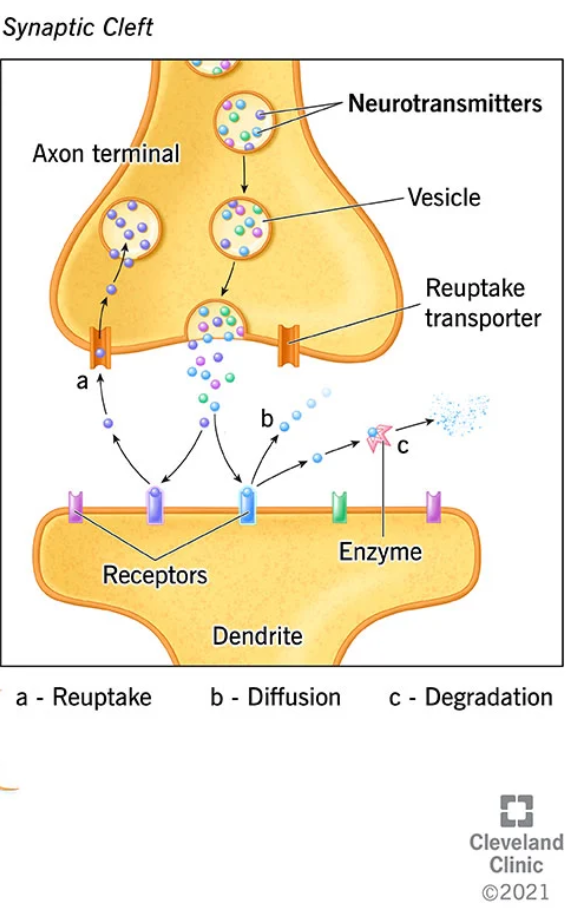 Synaptic Cleft
Neurotransmitters
Axon terminal
Vesicle
Reuptake
transporter
a
b
c
Enzyme
Receptors
Dendrite
a - Reuptake b - Diffusion c - Degradation
Cleveland
Clinic
©2021